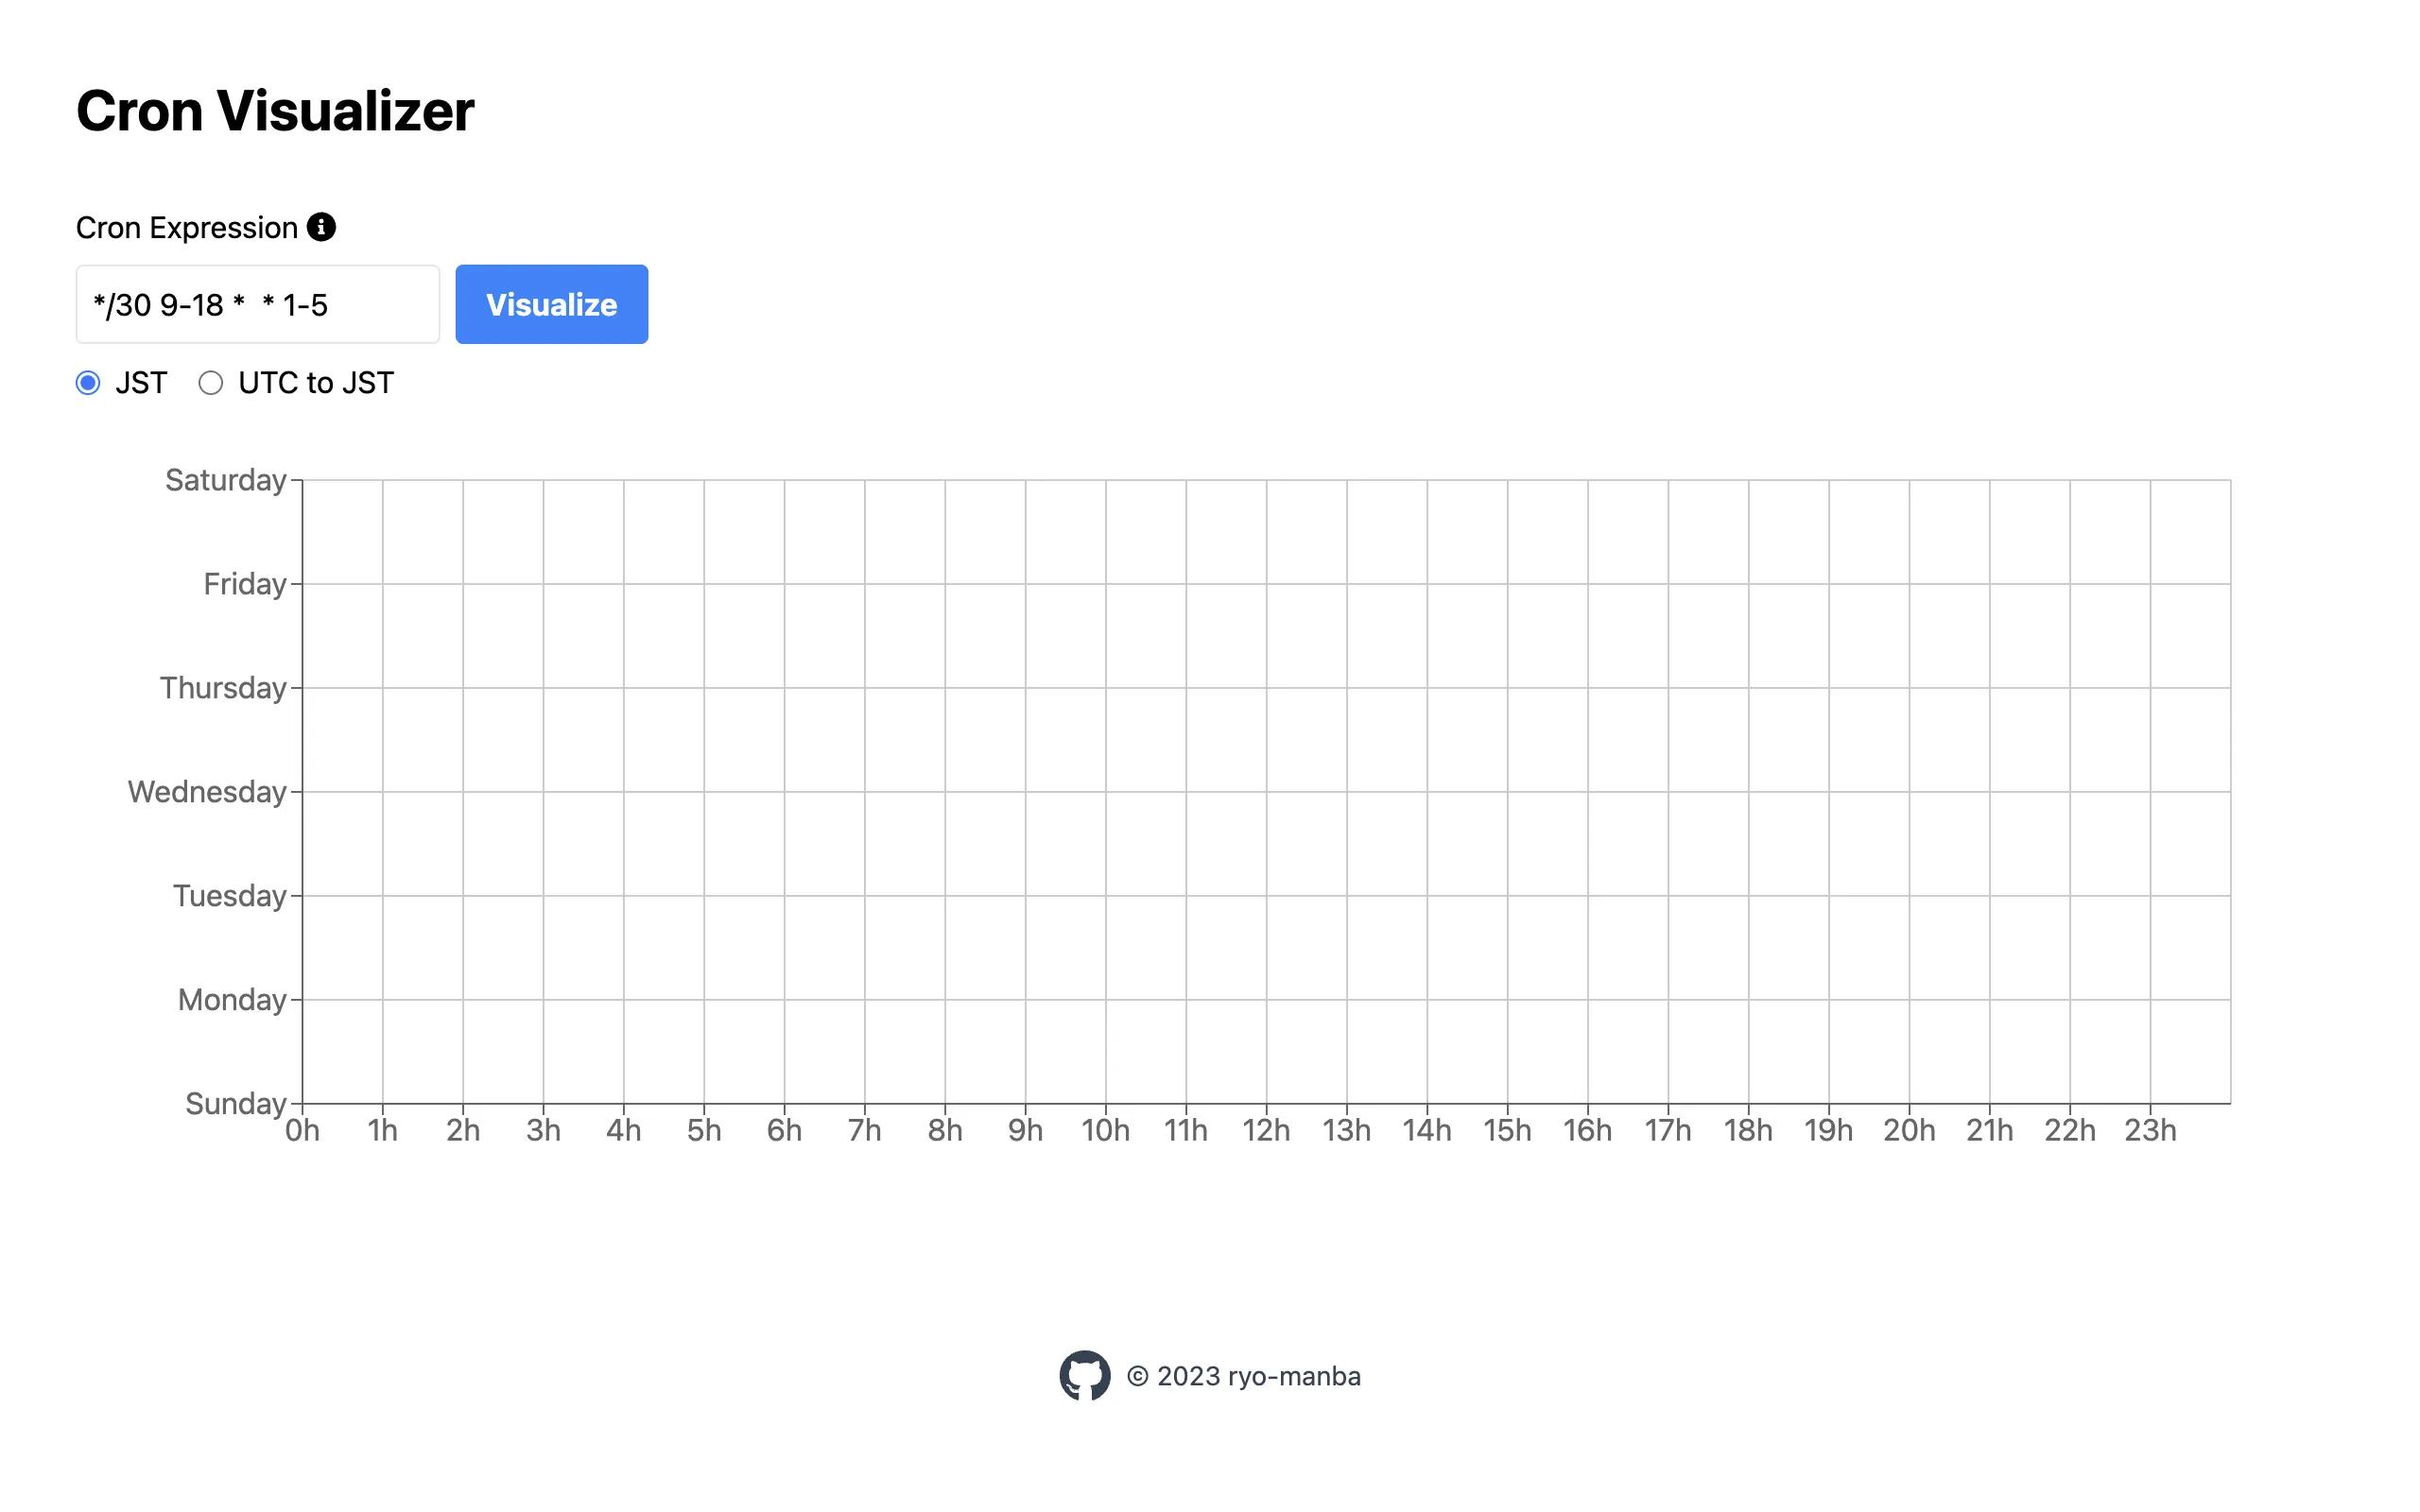 Cron Visualizer
Cron Expression
*/30 9-18 *  * 1-5
Visualize
JST UTC to JST
Saturday
Friday
Thursday
Wednesday
Tuesday
Monday
Sunday
0h 1h 2h 3h 4h 5h 6h 7h 8h 9h 10h 11h 12h 13h 14h 15h 16h 17h 18h 19h 20h 21h 22h 23h
© 2023 ryo-manba